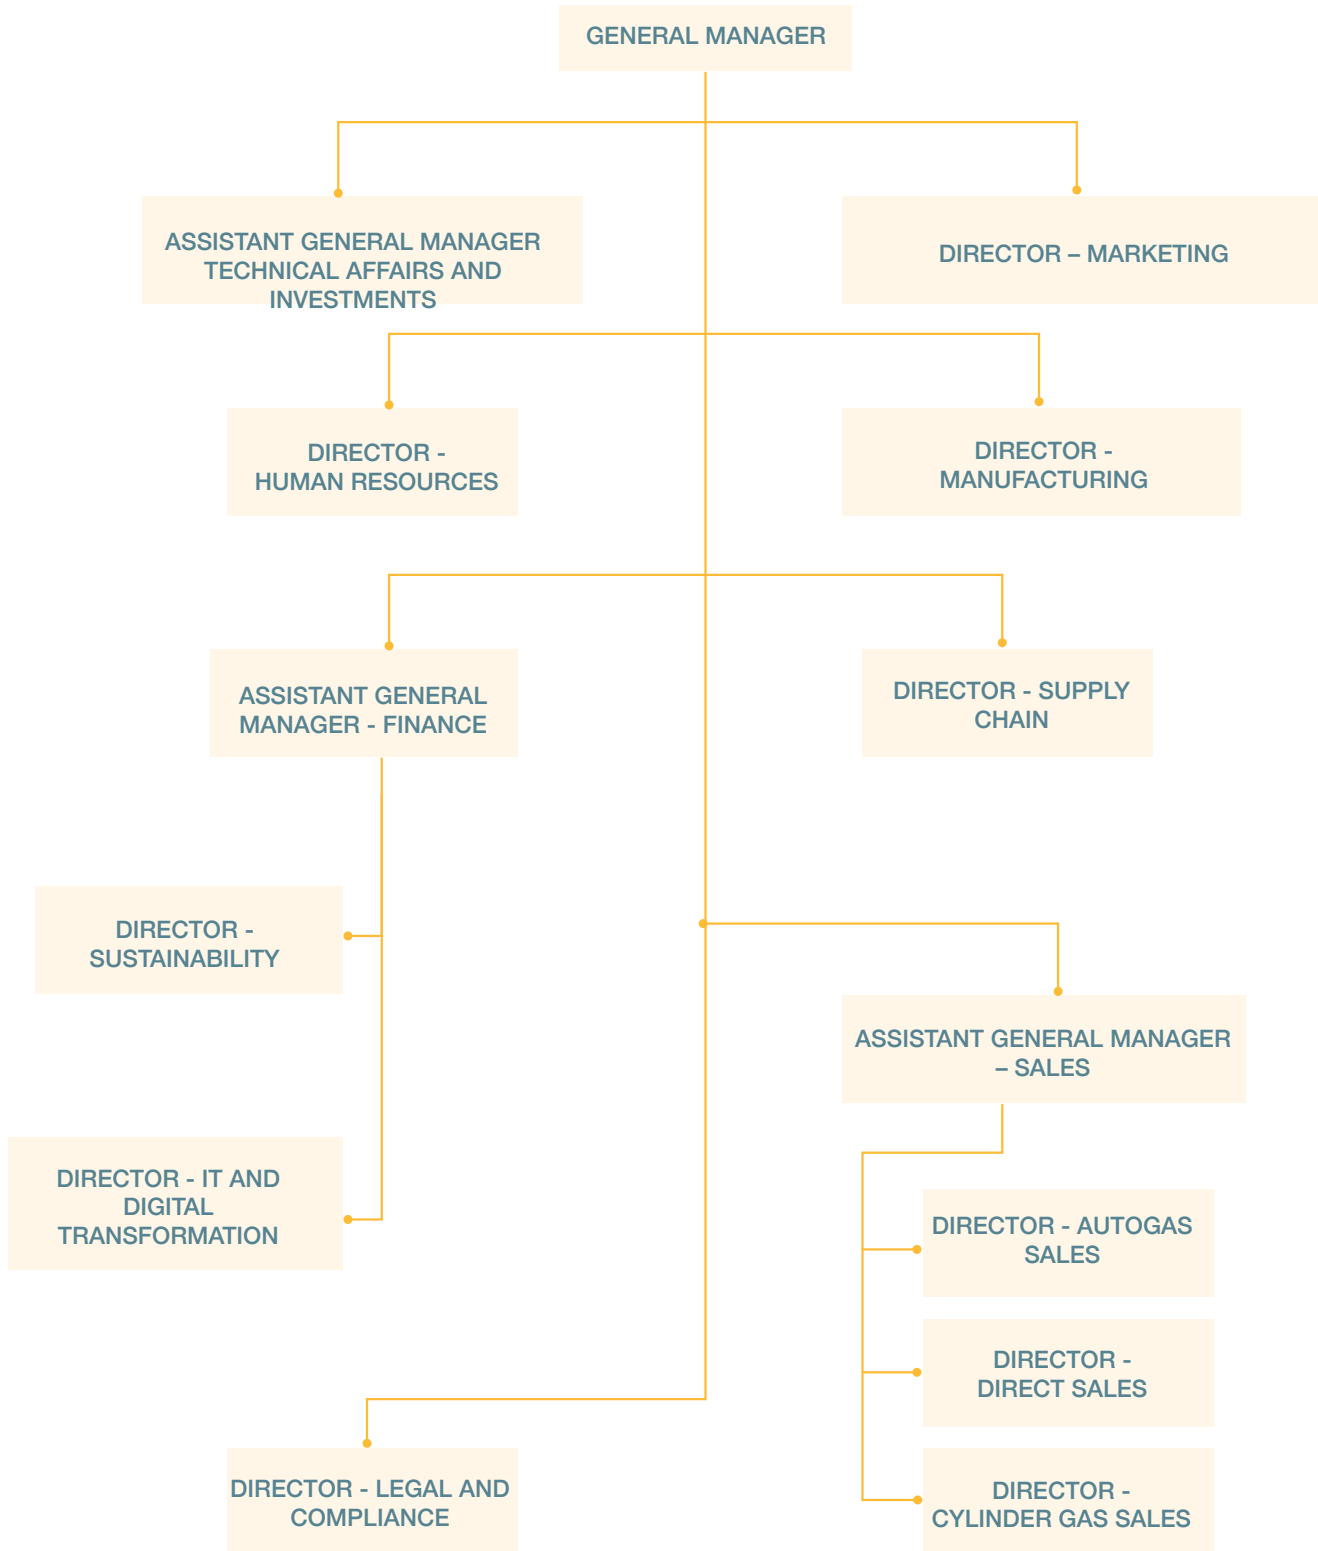 GENERAL MANAGER
ASSISTANT GENERAL MANAGER
TECHNICAL AFFAIRS AND
INVESTMENTS
DIRECTOR – MARKETING
DIRECTOR -
HUMAN RESOURCES
DIRECTOR -
MANUFACTURING
ASSISTANT GENERAL
MANAGER - FINANCE
DIRECTOR - SUPPLY
CHAIN
DIRECTOR -
SUSTAINABILITY
ASSISTANT GENERAL MANAGER
– SALES
DIRECTOR - IT AND
DIGITAL
TRANSFORMATION
DIRECTOR - AUTOGAS
SALES
DIRECTOR -
DIRECT SALES
DIRECTOR - LEGAL AND
COMPLIANCE
DIRECTOR -
CYLINDER GAS SALES